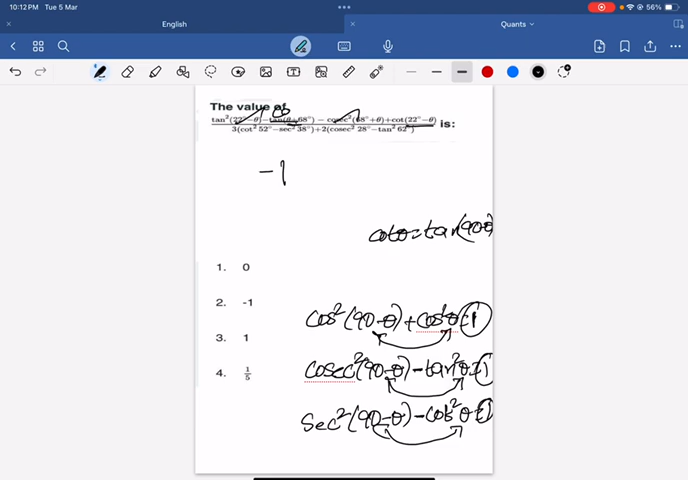 10:12 PM Tue 5 Mar
56%
English
Quants
The value of
tan²(22°−θ)−tan(θ+68°)−cosec²(68°+θ)+cot(22°−θ)
3(cot² 52°−sec² 38°)+2(cosec² 28°−tan² 62°)
is:
-1
cotθ=tan(90θ
1. 0
2. -1
3. 1
4. 1/5
cos²(90-θ)+cos²θ=1
cosec²(90-θ)-tan²θ=1
sec²(90-θ)-cot²θ=1